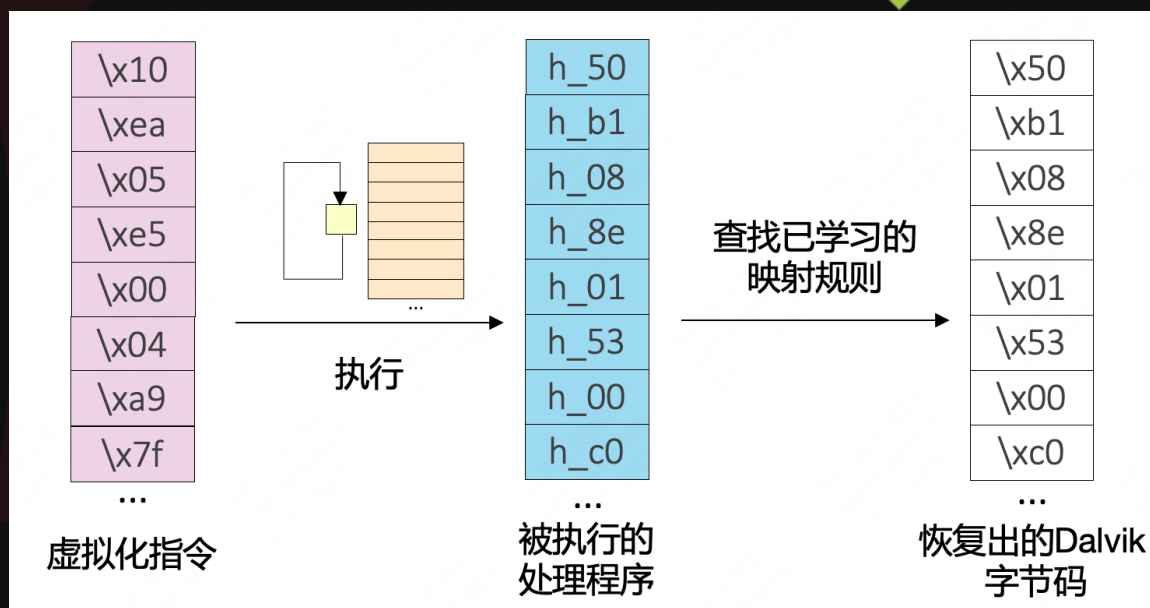 \x10
\xea
\x05
\xe5
\x00
\x04
\xa9
\x7f
...
虚拟化指令
...
执行
h_50
h_b1
h_08
h_8e
h_01
h_53
h_00
h_c0
...
被执行的
处理程序
查找已学习的
映射规则
\x50
\xb1
\x08
\x8e
\x01
\x53
\x00
\xc0
...
恢复出的Dalvik
字节码